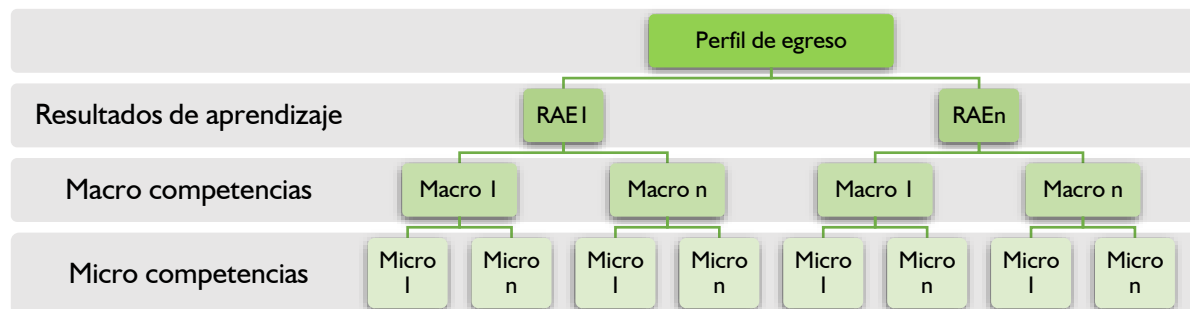 Perfil de egreso
Resultados de aprendizaje
RAE1
RAEn
Macro competencias
Macro 1
Macro n
Macro 1
Macro n
Micro competencias
Micro
1
Micro
n
Micro
1
Micro
n
Micro
1
Micro
n
Micro
1
Micro
n